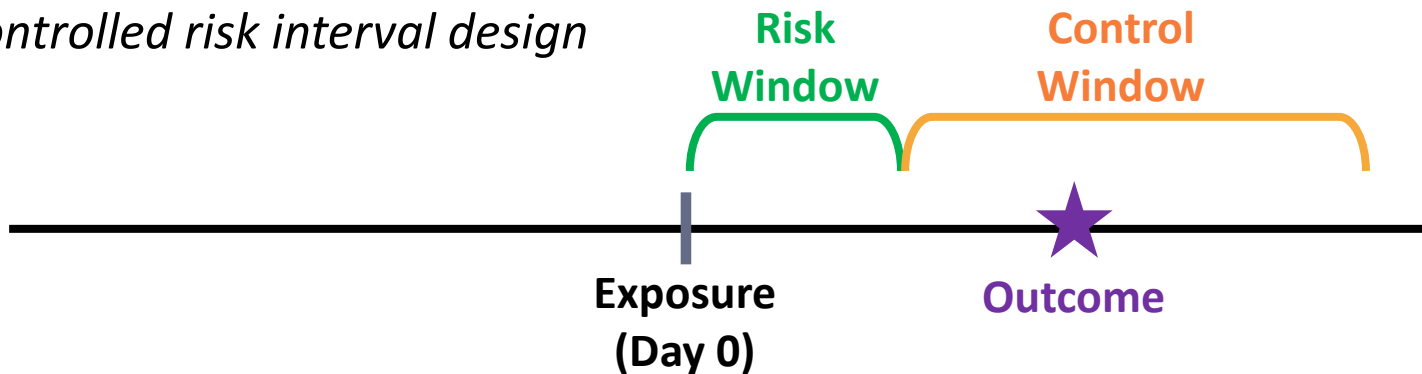 ontrolled risk interval design
Risk
Window
Control
Window
Exposure
(Day 0)
Outcome